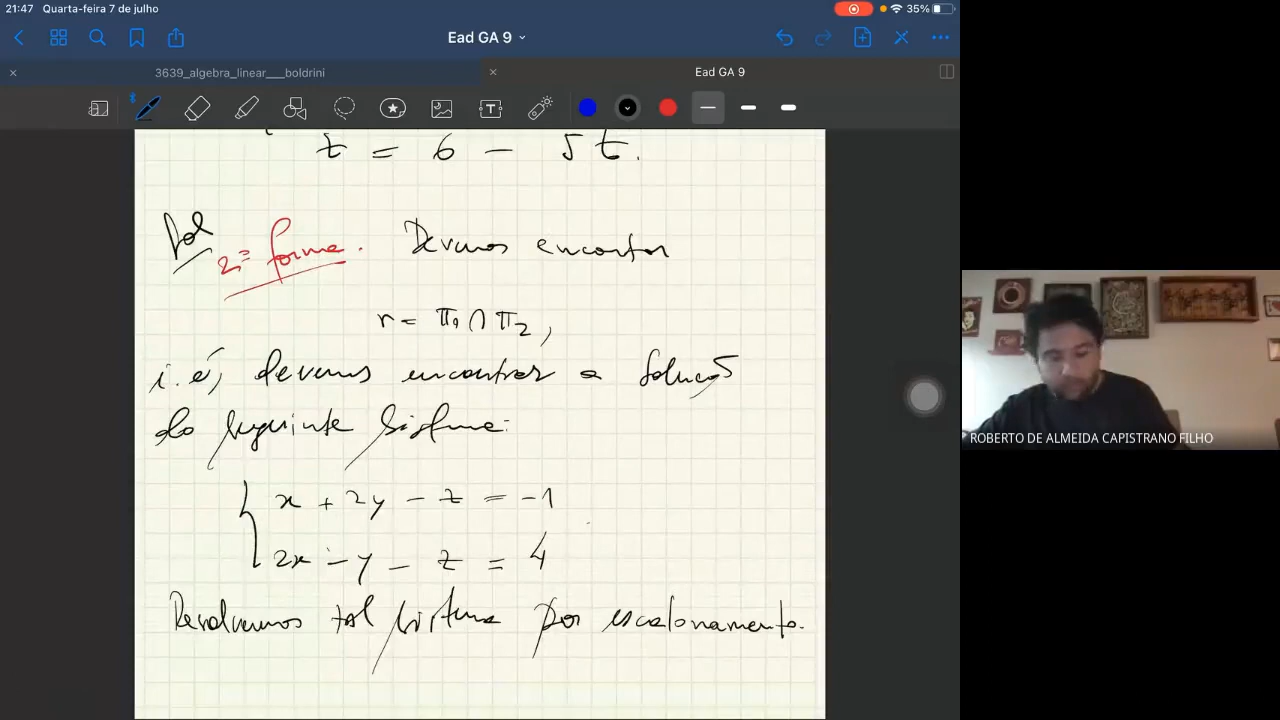 21:47 Quarta-feira 7 de julho
35%
Ead GA 9
3639_algebra_linear___boldrini
Ead GA 9
z = 6 - 5t.
Sol
2ª forma. Devemos encontrar
r = π₁ ∩ π₂,
i.é, devemos encontrar a solução
do seguinte sistema:
x + 2y - z = -1
2x - y - z = 4
Resolvemos tal sistema por escalonamento.
ROBERTO DE ALMEIDA CAPISTRANO FILHO